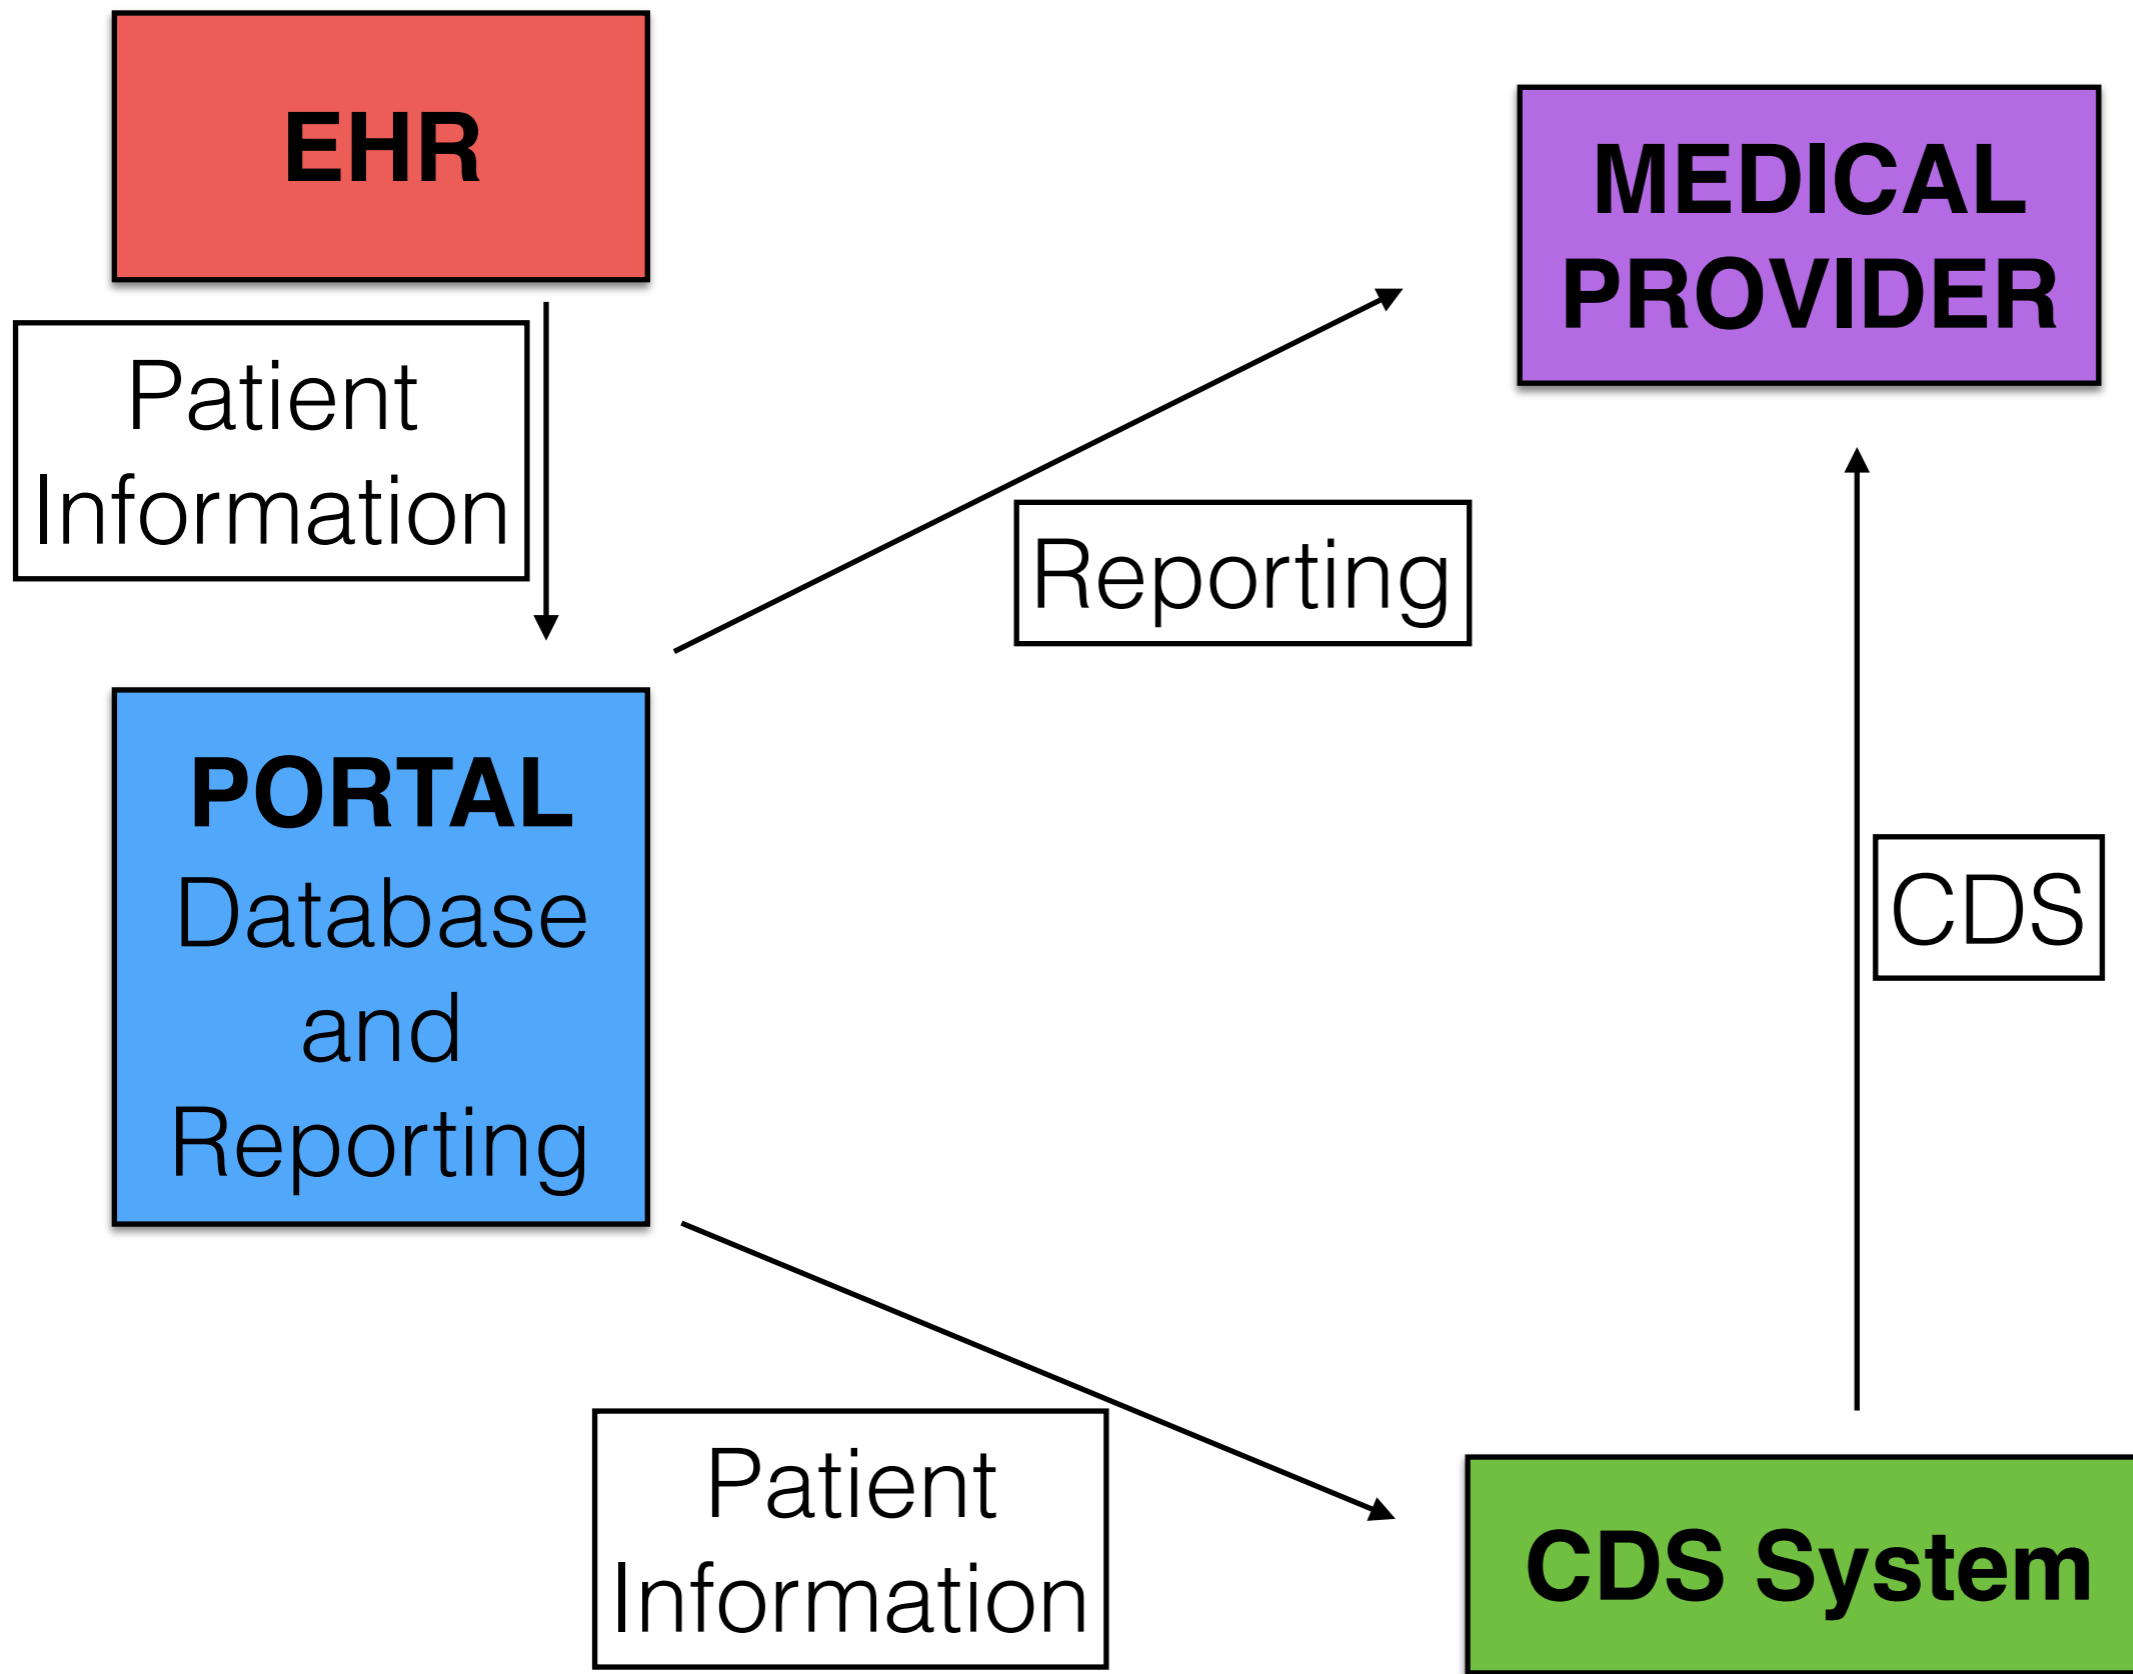 EHR
MEDICAL
PROVIDER
Patient
Information
Reporting
PORTAL
Database
and
Reporting
CDS
Patient
Information
CDS System